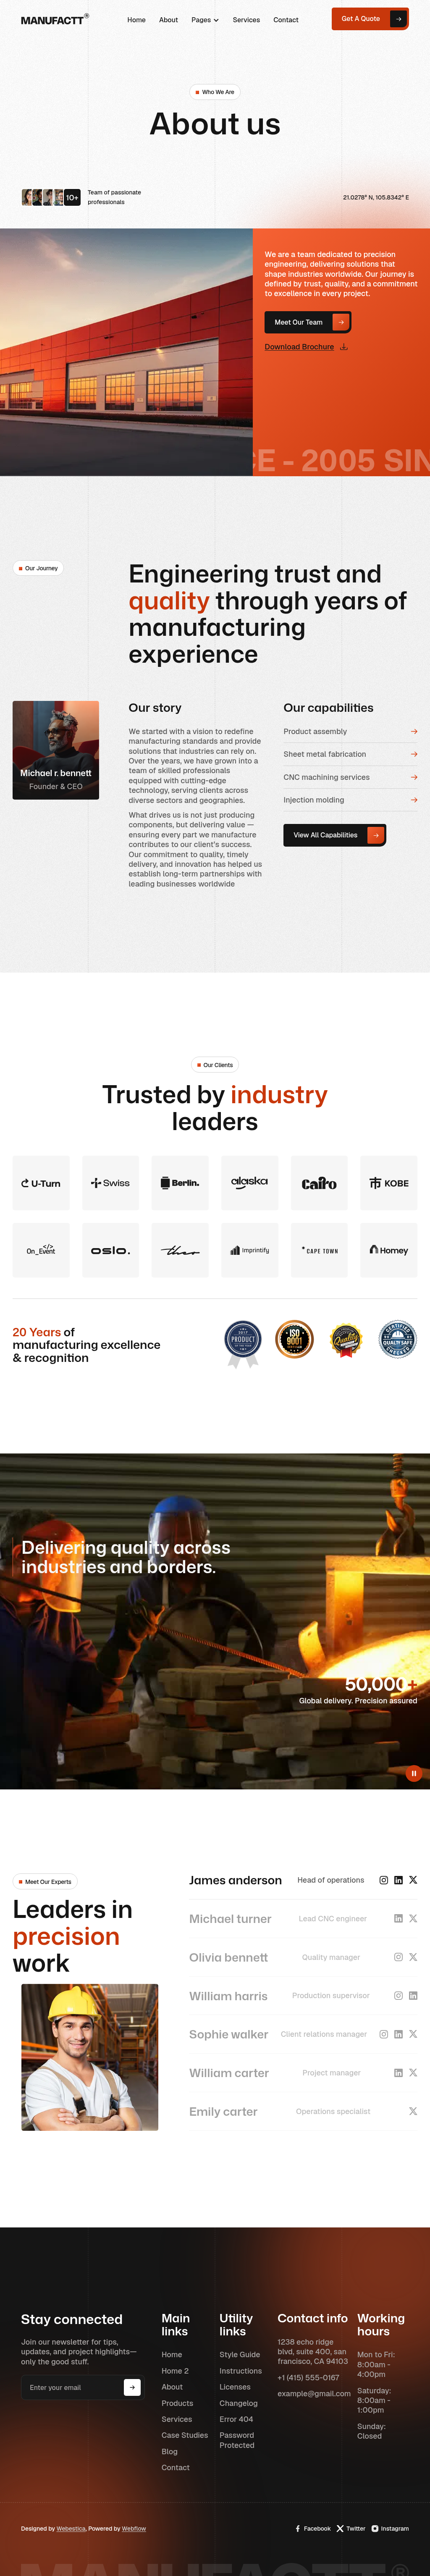 MANUFACTT®
Home
About
Pages
Services
Contact
Get A Quote
Who We Are
About us
10+
Team of passionate
professionals
21.0278° N, 105.8342° E
We are a team dedicated to precision
engineering, delivering solutions that
shape industries worldwide. Our journey is
defined by trust, quality, and a commitment
to excellence in every project.
Meet Our Team
Download Brochure
CE - 2005 SIN
Our Journey
Engineering trust and
quality through years of
manufacturing
experience
Michael r. bennett
Founder & CEO
Our story
We started with a vision to redefine
manufacturing standards and provide
solutions that industries can rely on.
Over the years, we have grown into a
team of skilled professionals
equipped with cutting-edge
technology, serving clients across
diverse sectors and geographies.
What drives us is not just producing
components, but delivering value —
ensuring every part we manufacture
contributes to our client's success.
Our commitment to quality, timely
delivery, and innovation has helped us
establish long-term partnerships with
leading businesses worldwide
Our capabilities
Product assembly
Sheet metal fabrication
CNC machining services
Injection molding
View All Capabilities
Our Clients
Trusted by industry
leaders
U-Turn
Swiss
Berlin.
alaska
Cairo
KOBE
On_Event
oslo.
theo
imprintify
CAPE TOWN
Homey
20 Years of
manufacturing excellence
& recognition
PRODUCT
ISO
9001
Quality
CERTIFIED
QUALITY SAFE
CHECKED
Delivering quality across
industries and borders.
50,000+
Global delivery. Precision assured
Meet Our Experts
Leaders in
precision
work
James anderson
Head of operations
Michael turner
Lead CNC engineer
Olivia bennett
Quality manager
William harris
Production supervisor
Sophie walker
Client relations manager
William carter
Project manager
Emily carter
Operations specialist
Stay connected
Join our newsletter for tips,
updates, and project highlights—
only the good stuff.
Enter your email
Main
links
Home
Home 2
About
Products
Services
Case Studies
Blog
Contact
Utility
links
Style Guide
Instructions
Licenses
Changelog
Error 404
Password
Protected
Contact info
1238 echo ridge
blvd, suite 400, san
francisco, CA 94103
+1 (415) 555-0167
example@gmail.com
Working
hours
Mon to Fri:
8:00am -
4:00pm
Saturday:
8:00am -
1:00pm
Sunday:
Closed
Designed by Webestica, Powered by Webflow
Facebook
Twitter
Instagram
MANUFACTT®